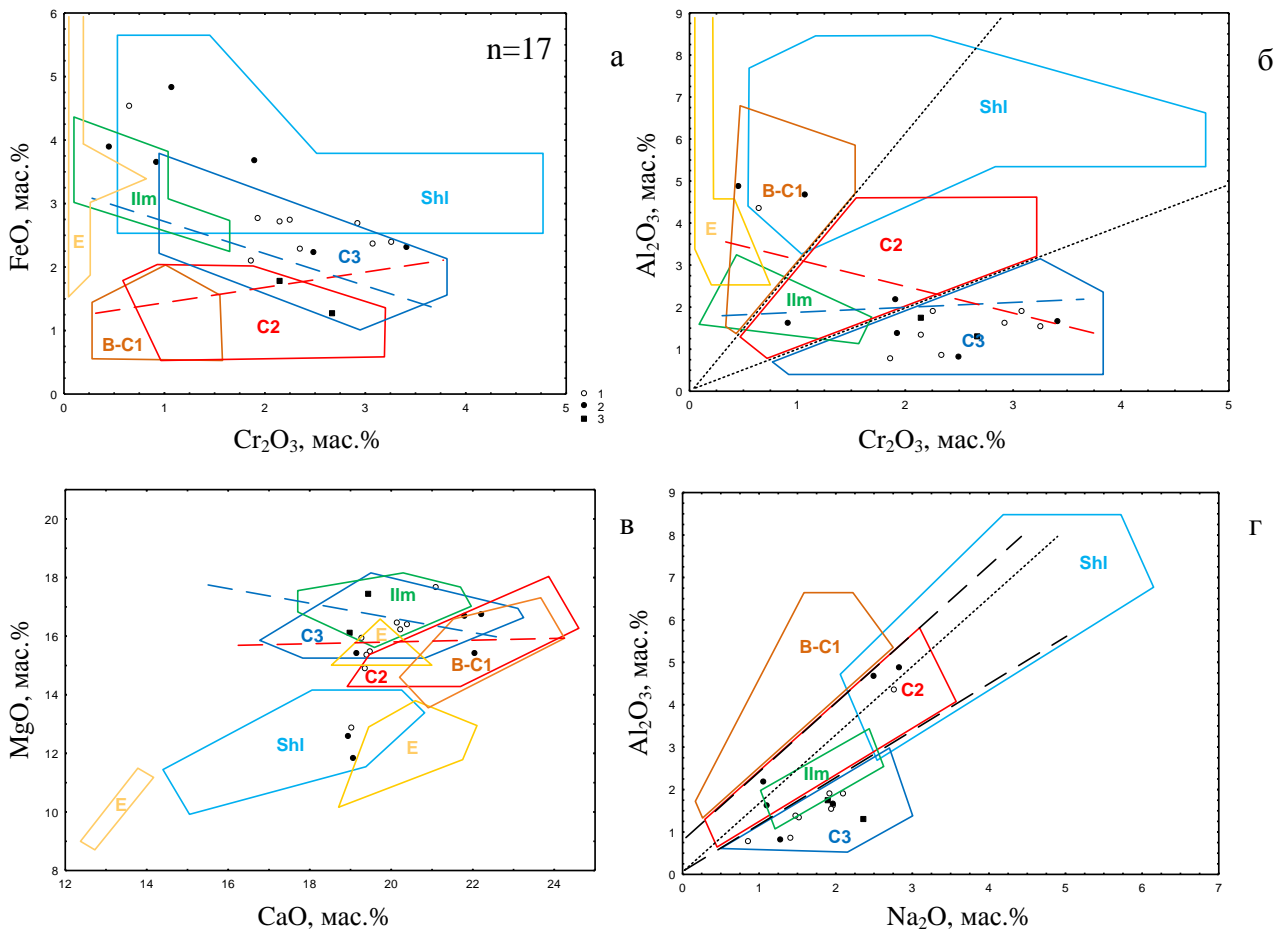 n=17
а
FeO, мас.%
6
5
4
3
2
1
0
Shl
Ilm
E
C3
C2
B-C1
0 1 2 3 4 5
Cr₂O₃, мас.%
1
2
3
б
Al₂O₃, мас.%
9
8
7
6
5
4
3
2
1
0
Shl
B-C1
E
C2
Ilm
C3
0 1 2 3 4 5
Cr₂O₃, мас.%
в
MgO, мас.%
20
18
16
14
12
10
8
Ilm
C3
E
C2
B-C1
Shl
E
E
12 14 16 18 20 22 24
CaO, мас.%
г
Al₂O₃, мас.%
9
8
7
6
5
4
3
2
1
0
Shl
B-C1
C2
Ilm
C3
0 1 2 3 4 5 6 7
Na₂O, мас.%